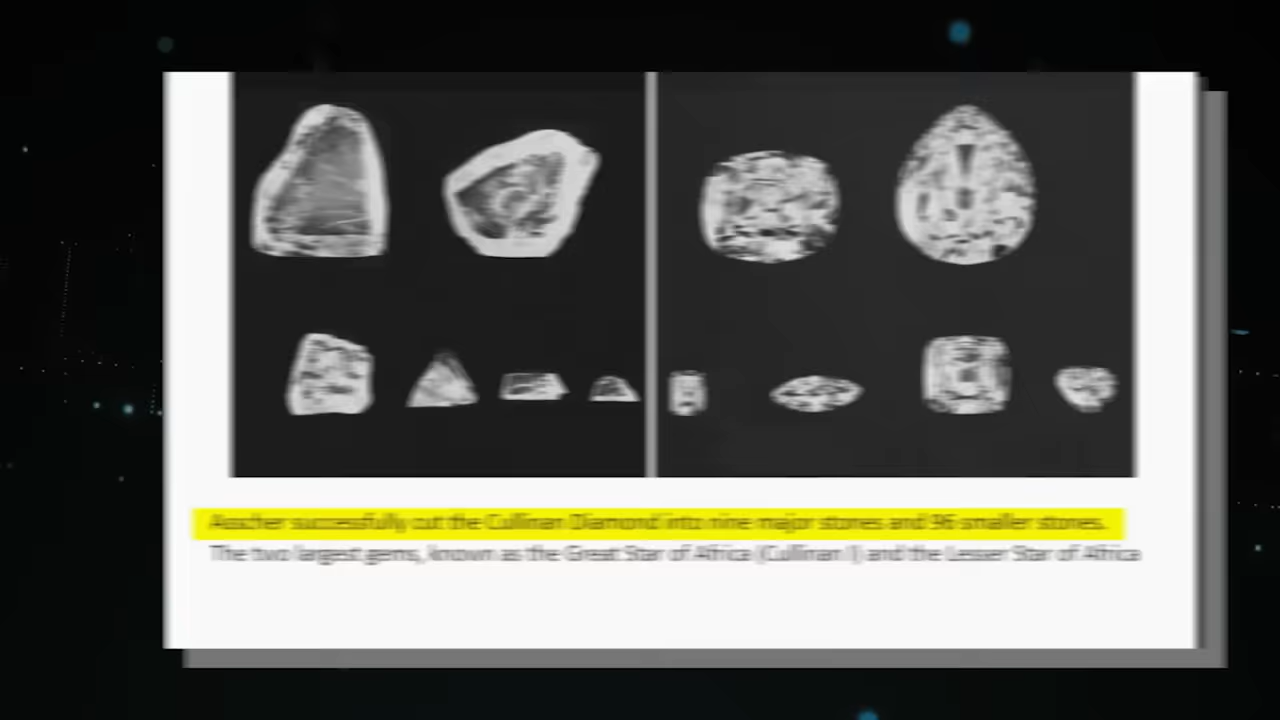 Asscher successfully cut the Cullinan Diamond into nine major stones and 96 smaller stones.
The two largest gems, known as the Great Star of Africa (Cullinan I) and the Lesser Star of Africa